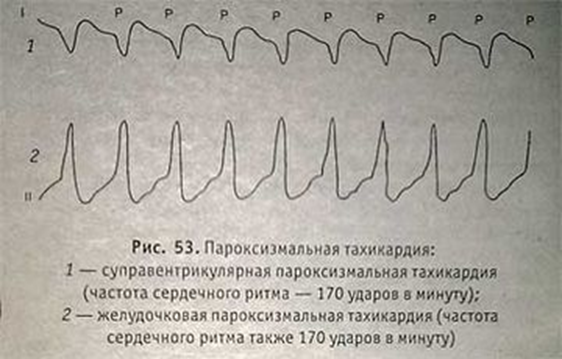 I P P P P P P P P P
1
2
II
Рис. 53. Пароксизмальная тахикардия:
1 — суправентрикулярная пароксизмальная тахикардия
(частота сердечного ритма — 170 ударов в минуту);
2 — желудочковая пароксизмальная тахикардия (частота
сердечного ритма также 170 ударов в минуту)